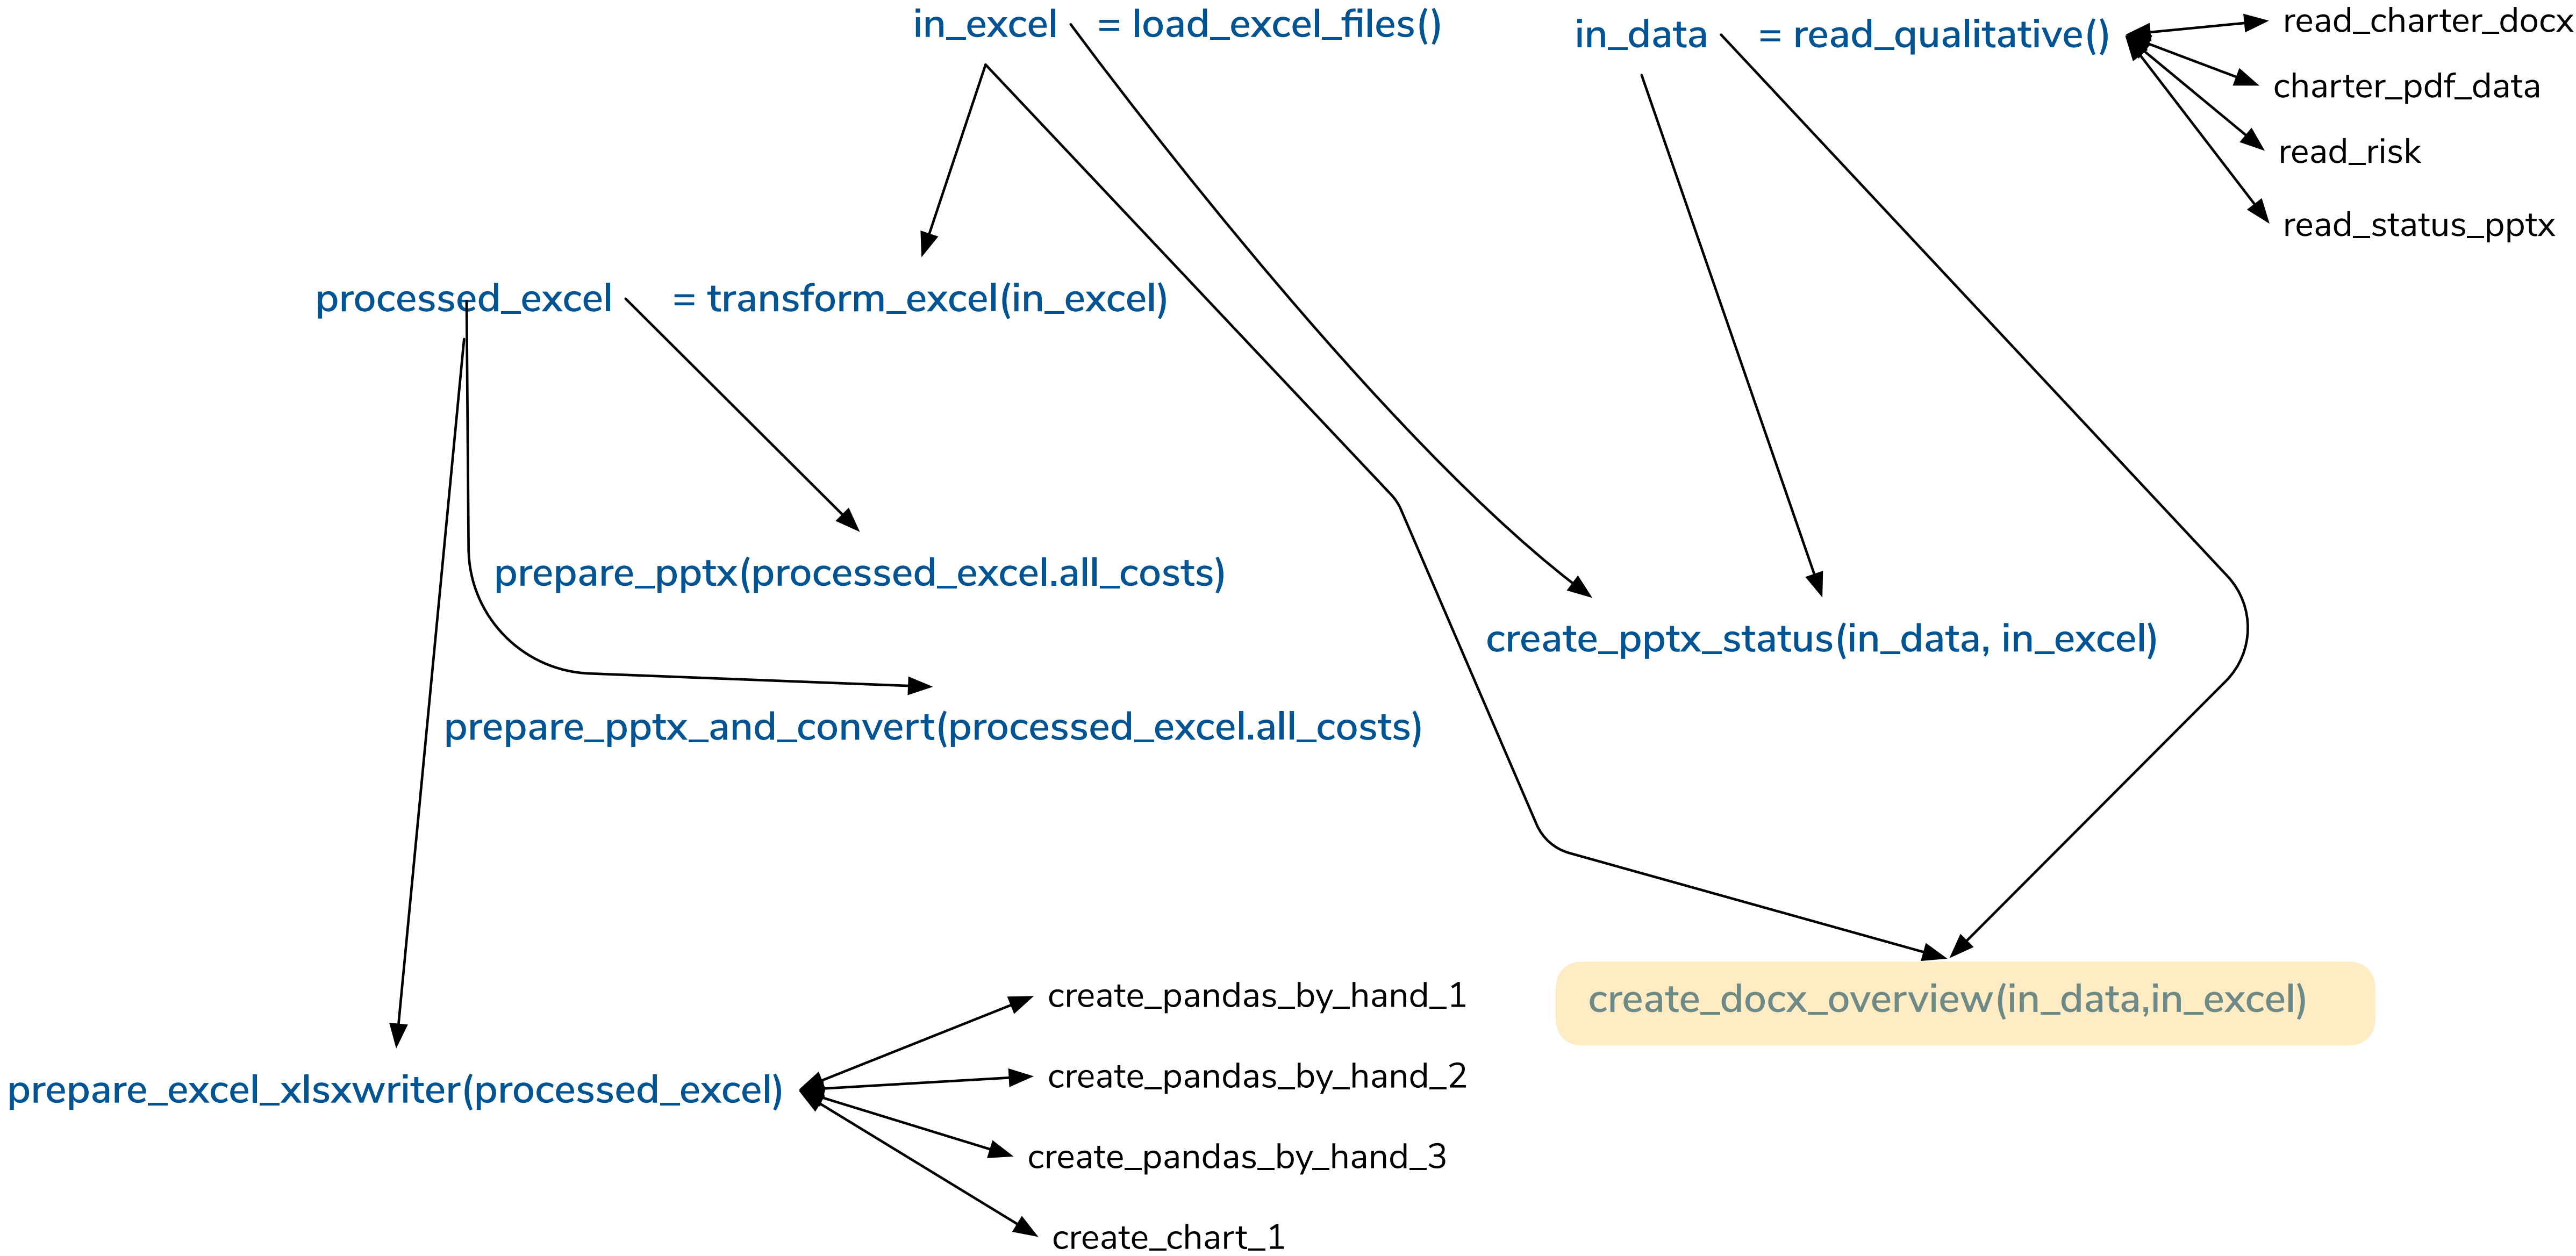 in_excel = load_excel_files()
in_data = read_qualitative()
read_charter_docx
charter_pdf_data
read_risk
read_status_pptx
processed_excel = transform_excel(in_excel)
prepare_pptx(processed_excel.all_costs)
create_pptx_status(in_data, in_excel)
prepare_pptx_and_convert(processed_excel.all_costs)
create_docx_overview(in_data,in_excel)
prepare_excel_xlsxwriter(processed_excel)
create_pandas_by_hand_1
create_pandas_by_hand_2
create_pandas_by_hand_3
create_chart_1